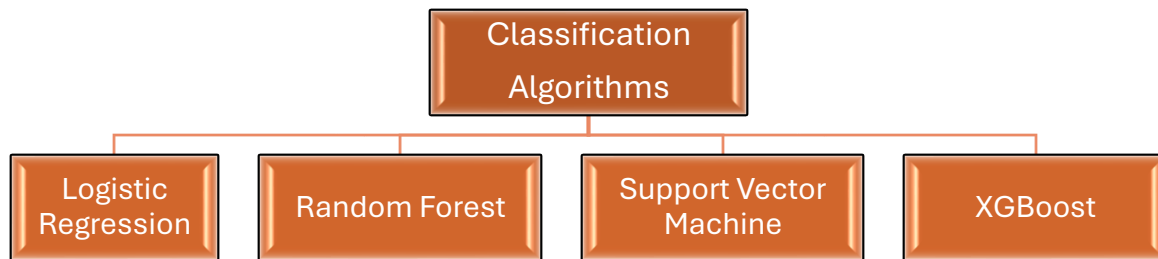 Classification
Algorithms
Logistic
Regression
Random Forest
Support Vector
Machine
XGBoost